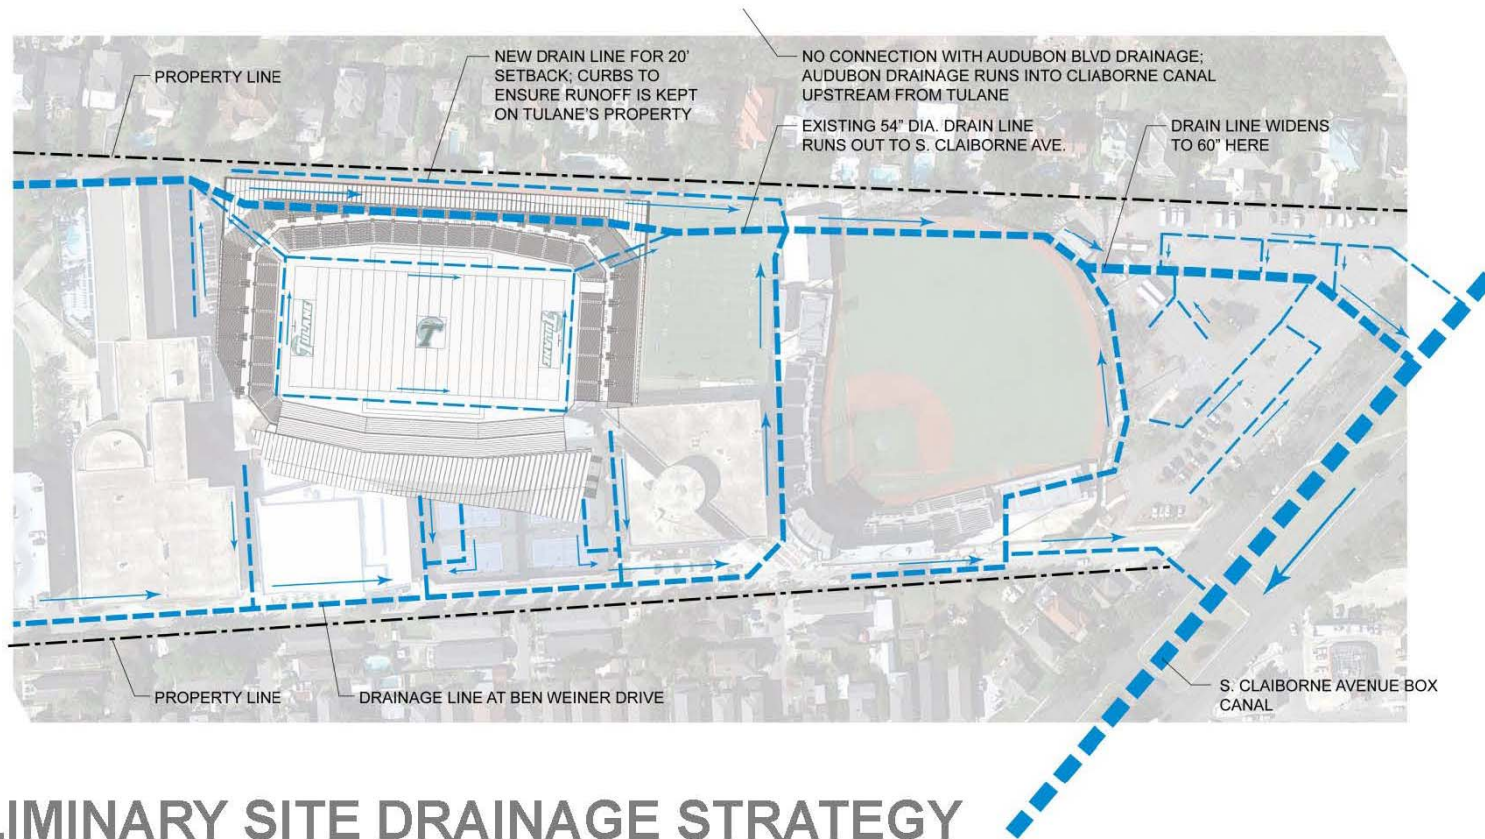 PROPERTY LINE
NEW DRAIN LINE FOR 20'
SETBACK; CURBS TO
ENSURE RUNOFF IS KEPT
ON TULANE'S PROPERTY
NO CONNECTION WITH AUDUBON BLVD DRAINAGE;
AUDUBON DRAINAGE RUNS INTO CLIABORNE CANAL
UPSTREAM FROM TULANE
EXISTING 54" DIA. DRAIN LINE
RUNS OUT TO S. CLAIBORNE AVE.
DRAIN LINE WIDENS
TO 60" HERE
TULANE
T
TULANE
PROPERTY LINE
DRAINAGE LINE AT BEN WEINER DRIVE
S. CLAIBORNE AVENUE BOX
CANAL
LIMINARY SITE DRAINAGE STRATEGY